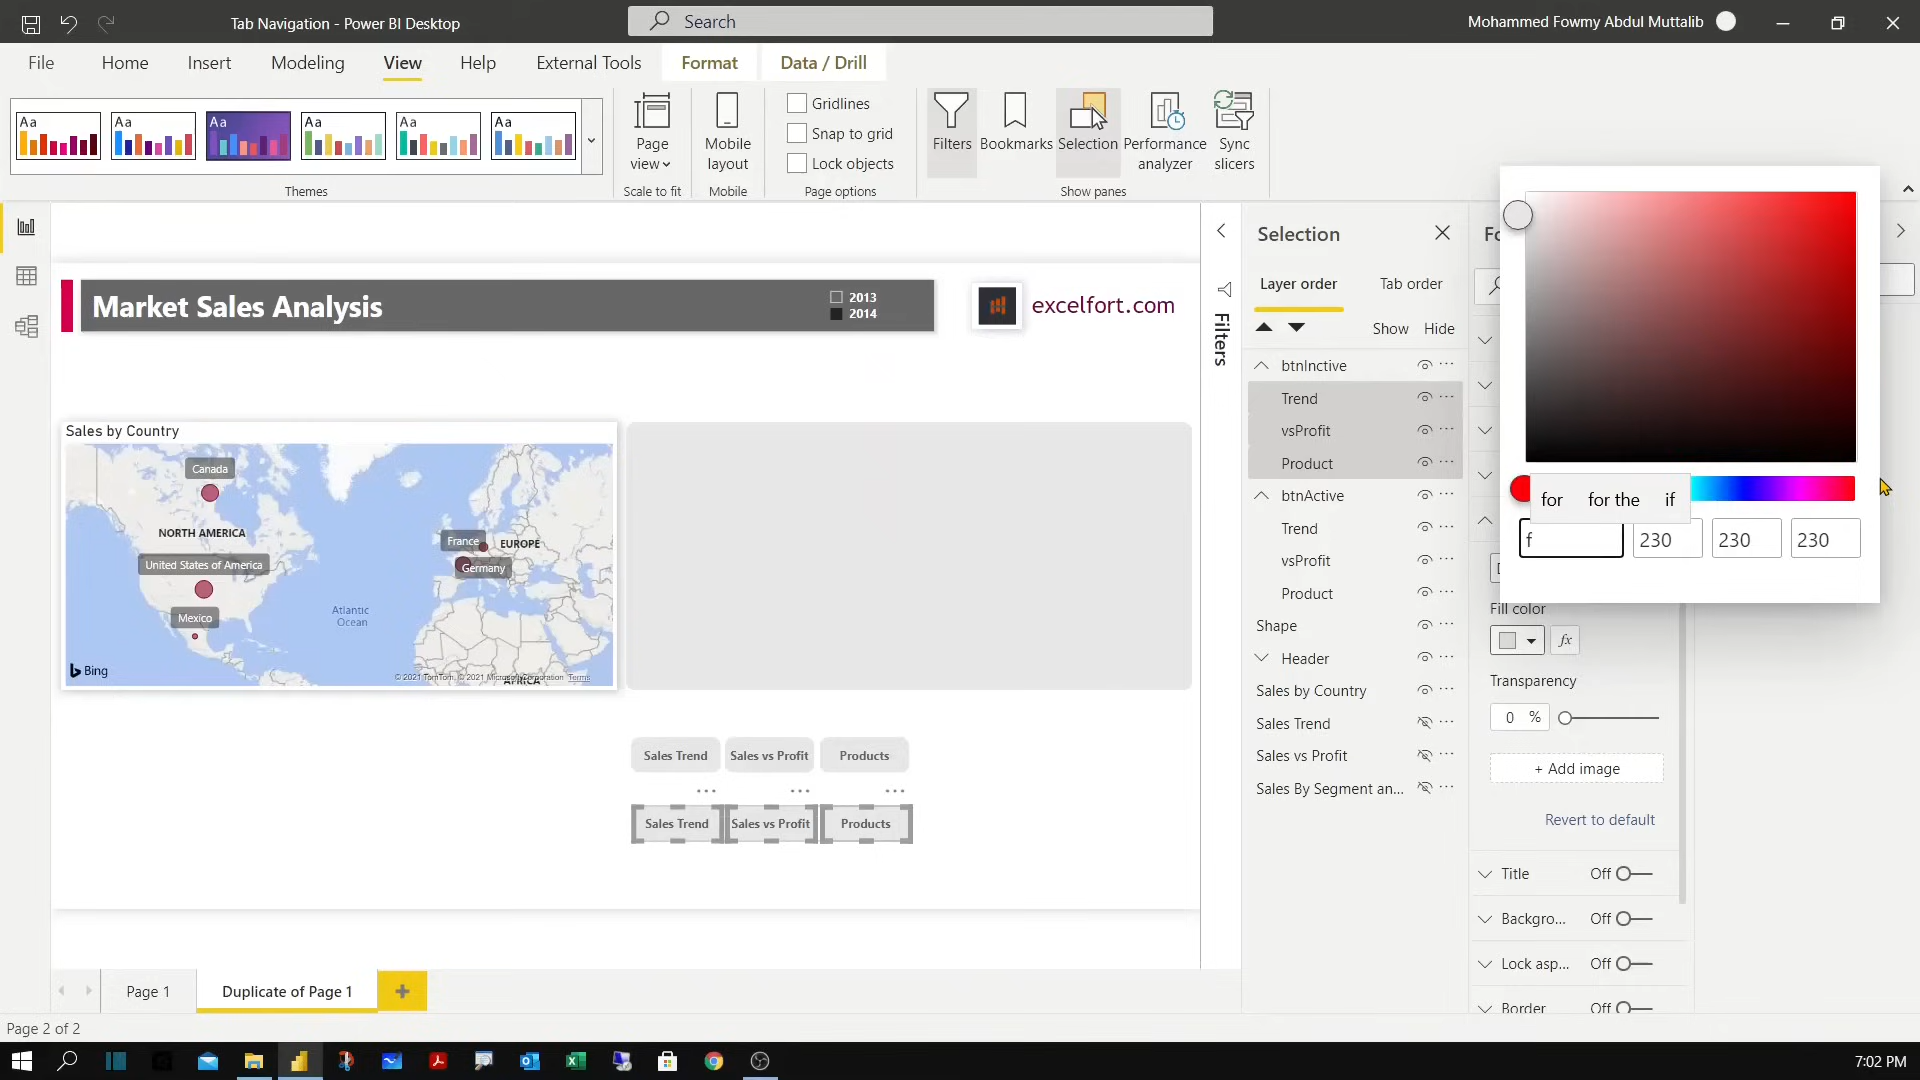 Tab Navigation - Power BI Desktop
Search
Mohammed Fowmy Abdul Muttalib
File
Home
Insert
Modeling
View
Help
External Tools
Format
Data / Drill
Aa
Aa
Aa
Aa
Aa
Aa
Themes
Page
view
Scale to fit
Mobile
layout
Mobile
Gridlines
Snap to grid
Lock objects
Page options
Filters
Bookmarks
Selection
Performance
analyzer
Sync
slicers
Show panes
Market Sales Analysis
2013
2014
excelfort.com
Filters
Selection
Layer order
Tab order
Show
Hide
btnInctive
Trend
vsProfit
Product
btnActive
Trend
vsProfit
Product
Shape
Header
Sales by Country
Sales Trend
Sales vs Profit
Sales By Segment an...
Sales by Country
Canada
NORTH AMERICA
United States of America
Mexico
Atlantic
Ocean
France
EUROPE
Germany
AFRICA
Bing
© 2021 TomTom, © 2021 Microsoft Corporation Terms
Sales Trend
Sales vs Profit
Products
Sales Trend
Sales vs Profit
Products
Fo
for
for the
if
f
230
230
230
Fill color
fx
Transparency
0 %
+ Add image
Revert to default
Title
Off
Backgro...
Off
Lock asp...
Off
Border
Off
Page 1
Duplicate of Page 1
Page 2 of 2
7:02 PM